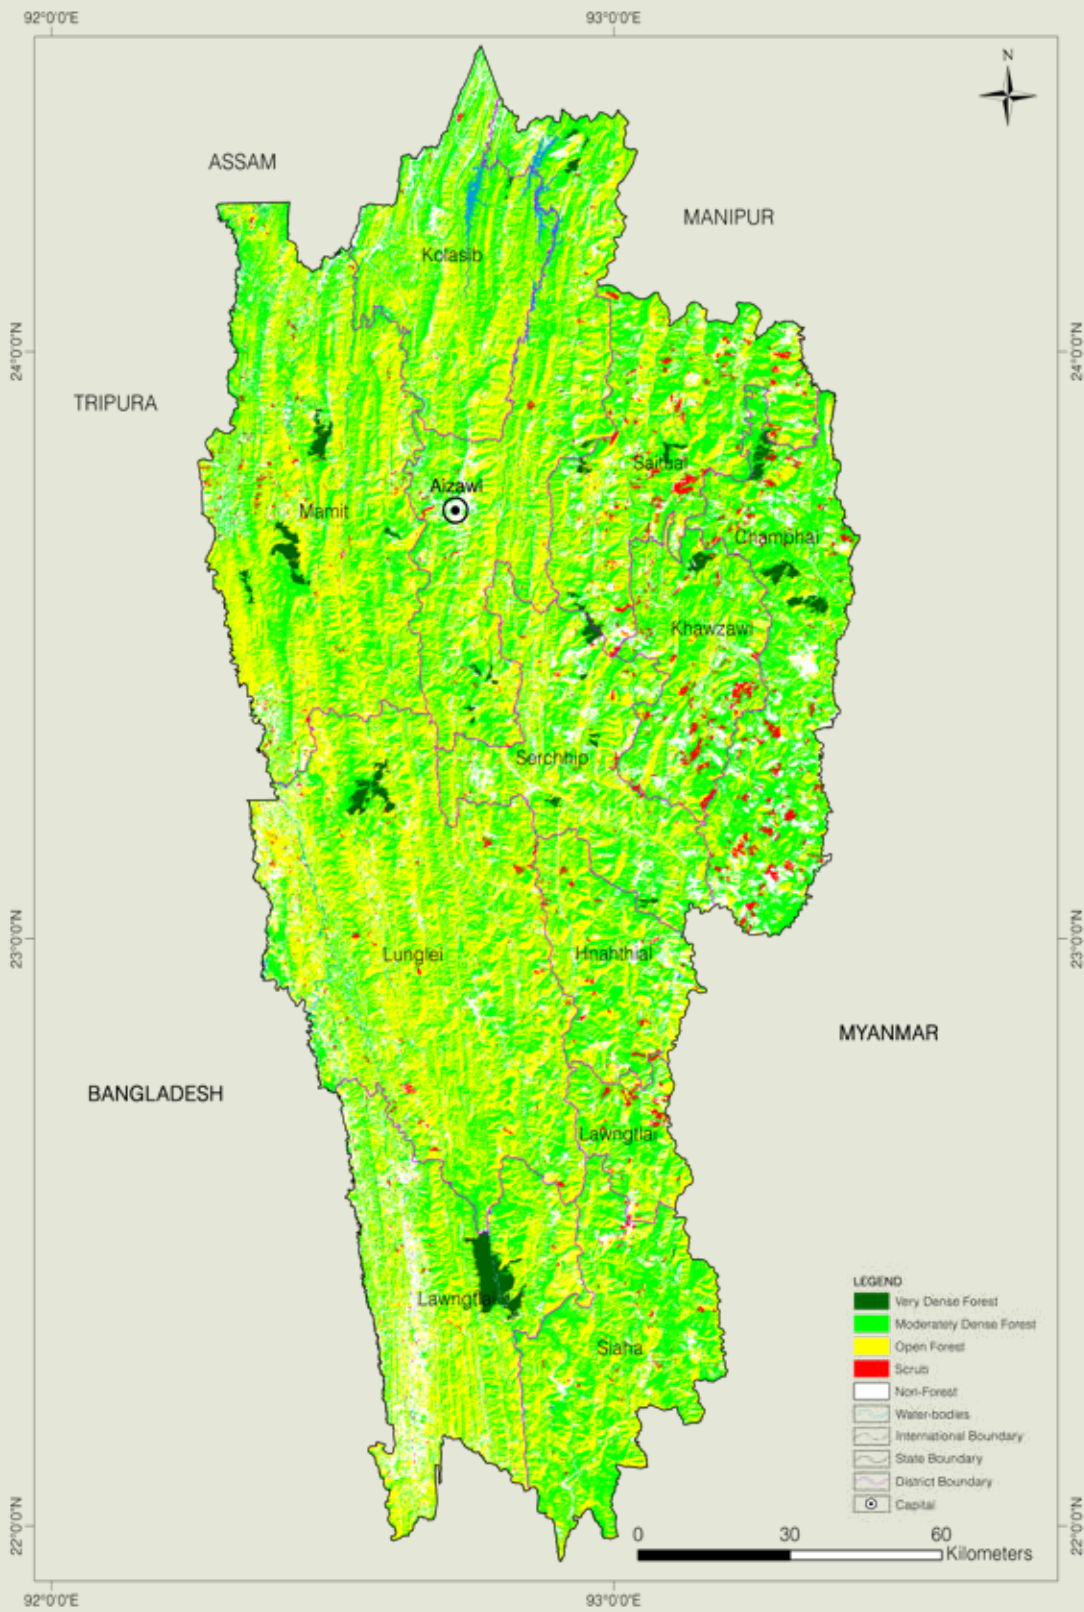 92°0'0"E
93°0'0"E
N
ASSAM
MANIPUR
Kolasib
24°0'0"N
24°0'0"N
TRIPURA
Saitual
Aizawl
Mamit
Champhai
Khawzawl
Serchhip
23°0'0"N
23°0'0"N
Lunglei
Hnahthial
MYANMAR
BANGLADESH
Lawngtlai
LEGEND
Very Dense Forest
Lawngtlai
Moderately Dense Forest
Open Forest
Siaha
Scrub
Non-Forest
Water-bodies
International Boundary
State Boundary
District Boundary
Capital
22°0'0"N
22°0'0"N
0 30 60
Kilometers
92°0'0"E
93°0'0"E